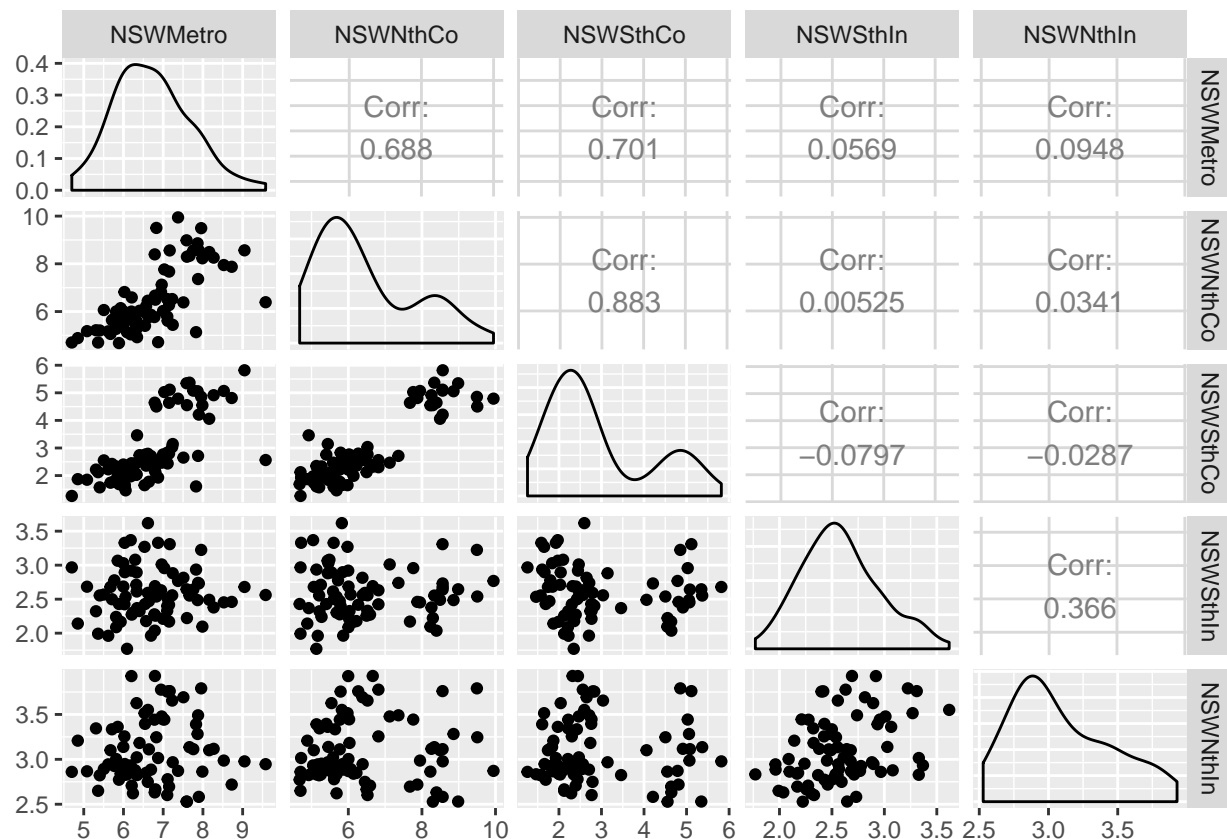 NSWMetro NSWNthCo NSWSthCo NSWSthIn NSWNthIn
0.4
0.3
0.2
0.1
0.0
Corr:
0.688
Corr:
0.701
Corr:
0.0569
Corr:
0.0948
NSWMetro
10
8
6
Corr:
0.883
Corr:
0.00525
Corr:
0.0341
NSWNthCo
6
5
4
3
2
Corr:
−0.0797
Corr:
−0.0287
NSWSthCo
3.5
3.0
2.5
2.0
Corr:
0.366
NSWSthIn
3.5
3.0
2.5
NSWNthIn
5 6 7 8 9 6 8 10 2 3 4 5 6 2.0 2.5 3.0 3.5 2.5 3.0 3.5